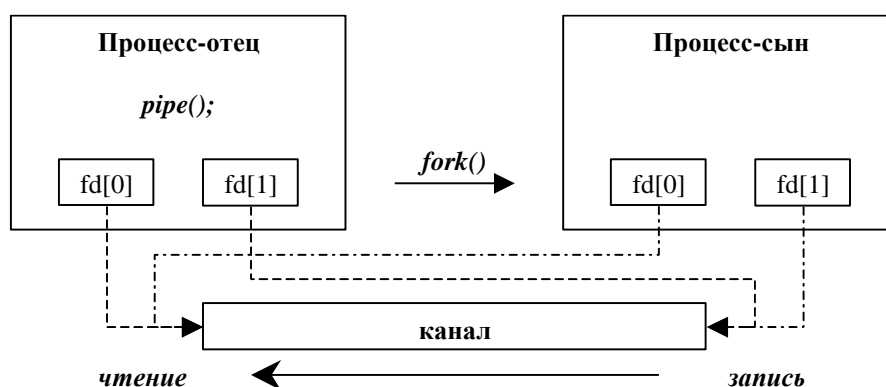 Процесс-отец
Процесс-сын
pipe();
fork()
fd[0]
fd[1]
fd[0]
fd[1]
канал
чтение
запись